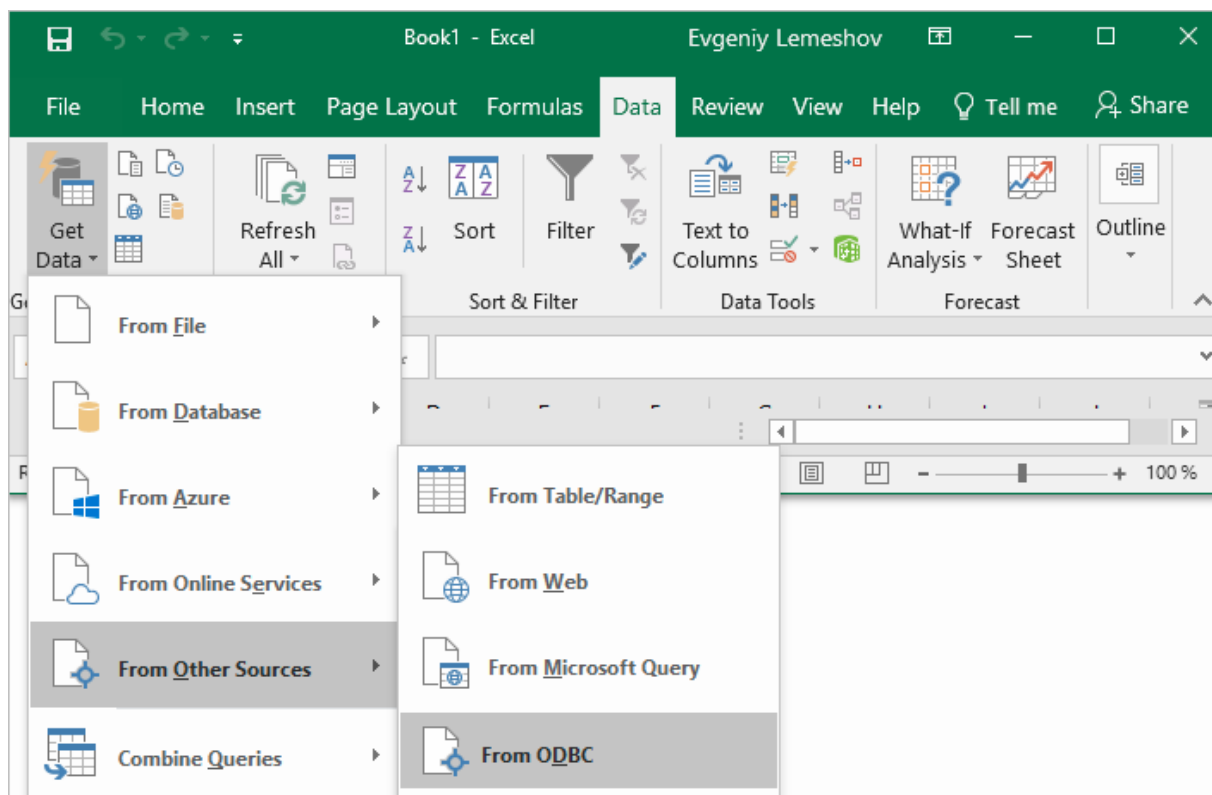 Book1 - Excel
Evgeniy Lemeshov
File Home Insert Page Layout Formulas Data Review View Help Tell me Share
Get Data
Refresh All
Sort
Filter
Text to Columns
What-If Analysis
Forecast Sheet
Outline
Sort & Filter
Data Tools
Forecast
From File
From Database
From Azure
From Online Services
From Other Sources
Combine Queries
From Table/Range
From Web
From Microsoft Query
From ODBC
100 %